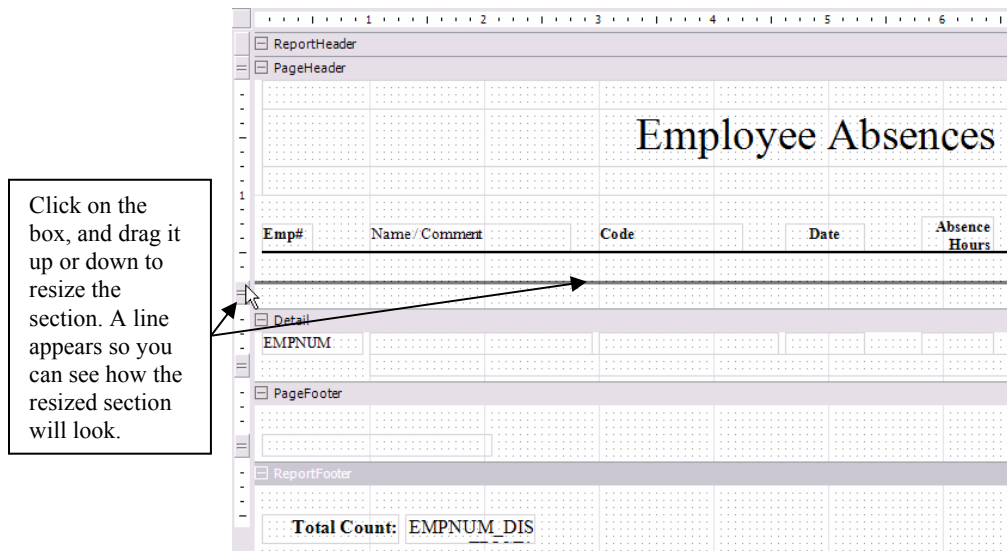 1 2 3 4 5 6
ReportHeader
PageHeader
Employee Absences
1
Click on the
box, and drag it
up or down to
resize the
section. A line
appears so you
can see how the
resized section
will look.
Emp# Name / Comment Code Date Absence
Hours
Detail
EMPNUM
PageFooter
ReportFooter
Total Count: EMPNUM_DIS